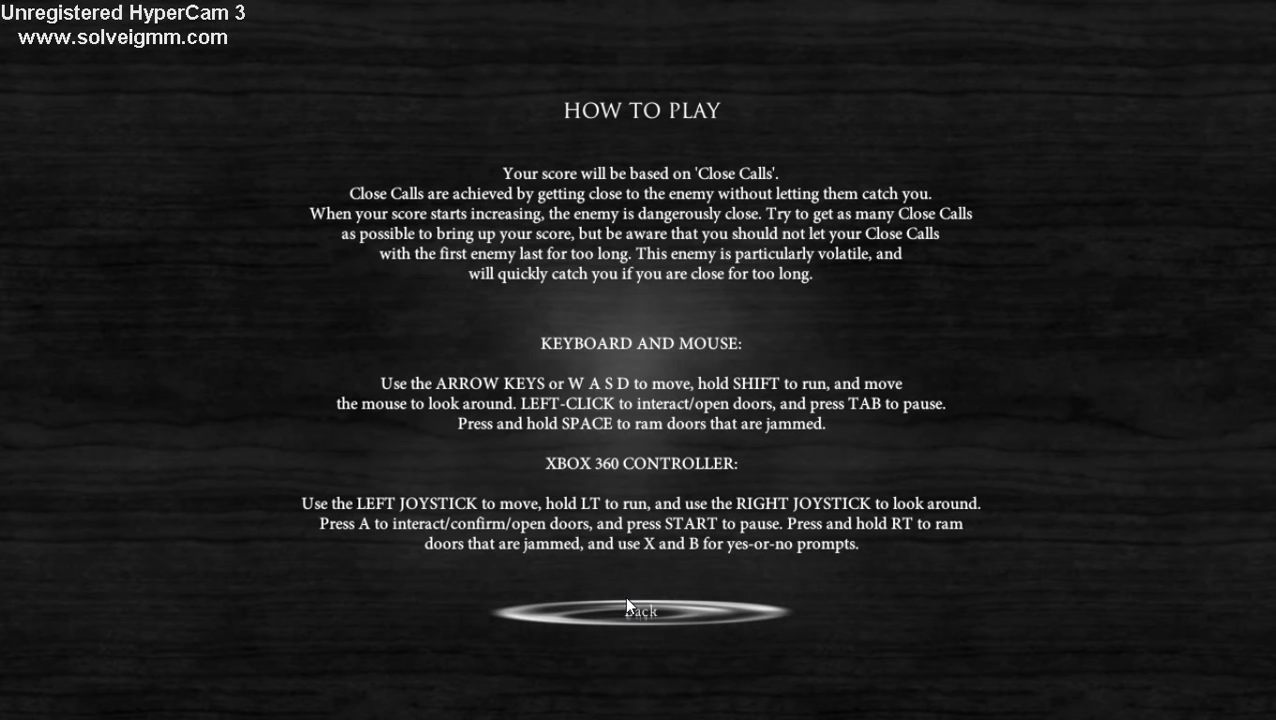 Unregistered HyperCam 3
www.solveigmm.com
HOW TO PLAY
Your score will be based on 'Close Calls'.
Close Calls are achieved by getting close to the enemy without letting them catch you.
When your score starts increasing, the enemy is dangerously close. Try to get as many Close Calls
as possible to bring up your score, but be aware that you should not let your Close Calls
with the first enemy last for too long. This enemy is particularly volatile, and
will quickly catch you if you are close for too long.
KEYBOARD AND MOUSE:
Use the ARROW KEYS or W A S D to move, hold SHIFT to run, and move
the mouse to look around. LEFT-CLICK to interact/open doors, and press TAB to pause.
Press and hold SPACE to ram doors that are jammed.
XBOX 360 CONTROLLER:
Use the LEFT JOYSTICK to move, hold LT to run, and use the RIGHT JOYSTICK to look around.
Press A to interact/confirm/open doors, and press START to pause. Press and hold RT to ram
doors that are jammed, and use X and B for yes-or-no prompts.
Back